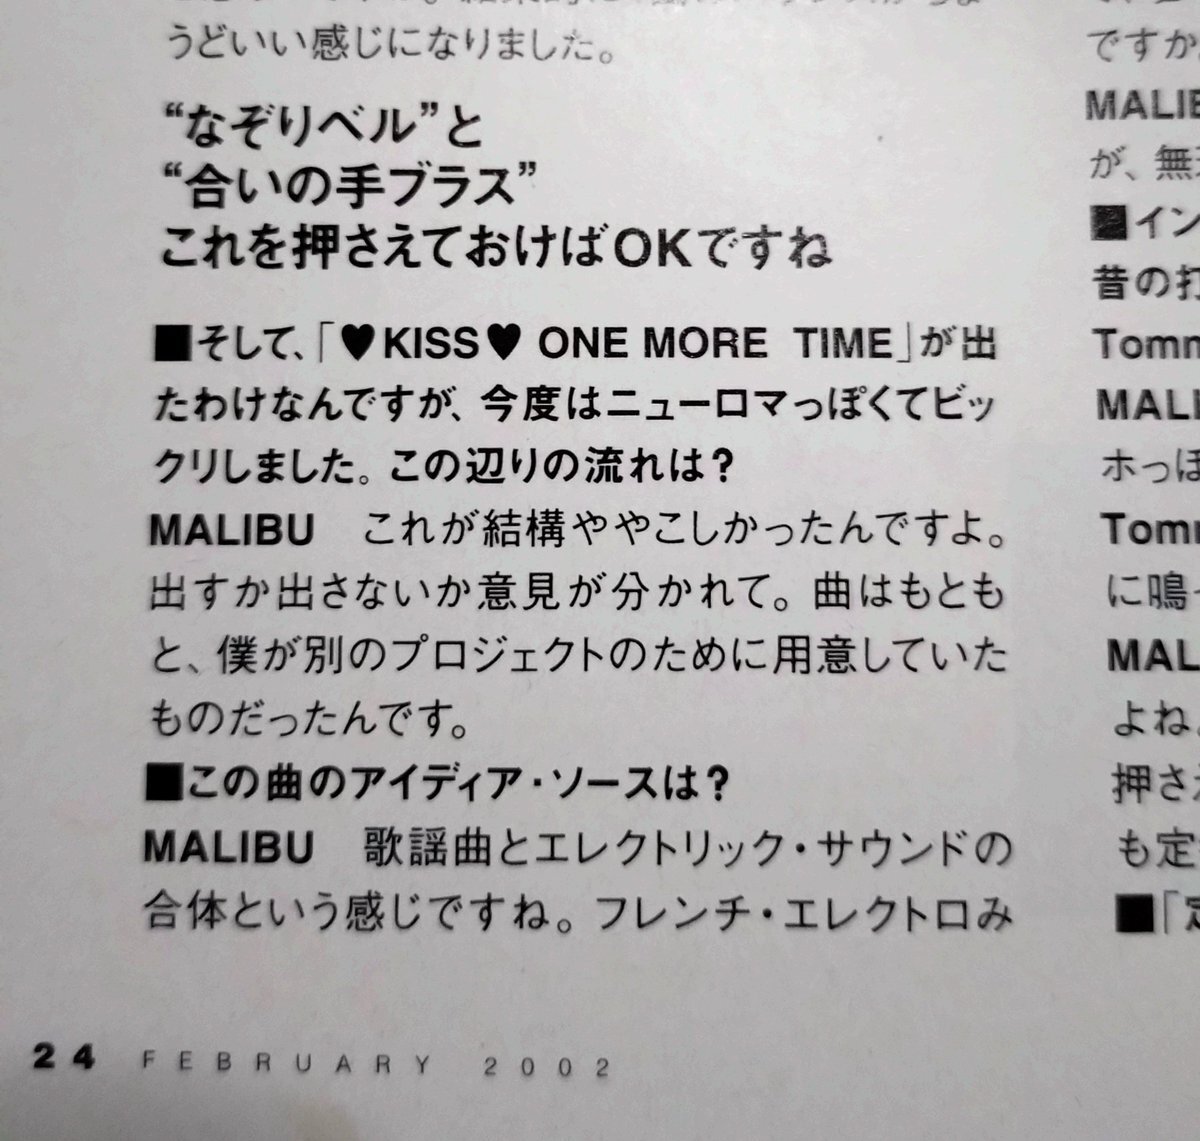 うどいい感じになりました。
“なぞりベル”と
“合いの手ブラス”
これを押さえておけばOKですね
■そして、「♥KISS♥ ONE MORE TIME」が出
たわけなんですが、今度はニューロマっぽくてビッ
クリしました。この辺りの流れは？
MALIBU　これが結構ややこしかったんですよ。
出すか出さないか意見が分かれて。曲はもとも
と、僕が別のプロジェクトのために用意していた
ものだったんです。
■この曲のアイディア・ソースは？
MALIBU　歌謡曲とエレクトリック・サウンドの
合体という感じですね。フレンチ・エレクトロみ
ですか
MALIB
が、無
■イン
昔の打
Tomm
MALI
ホっぽ
Tomm
に鳴っ
MAL
よね。
押さえ
も定
■「定
24 FEBRUARY 2002